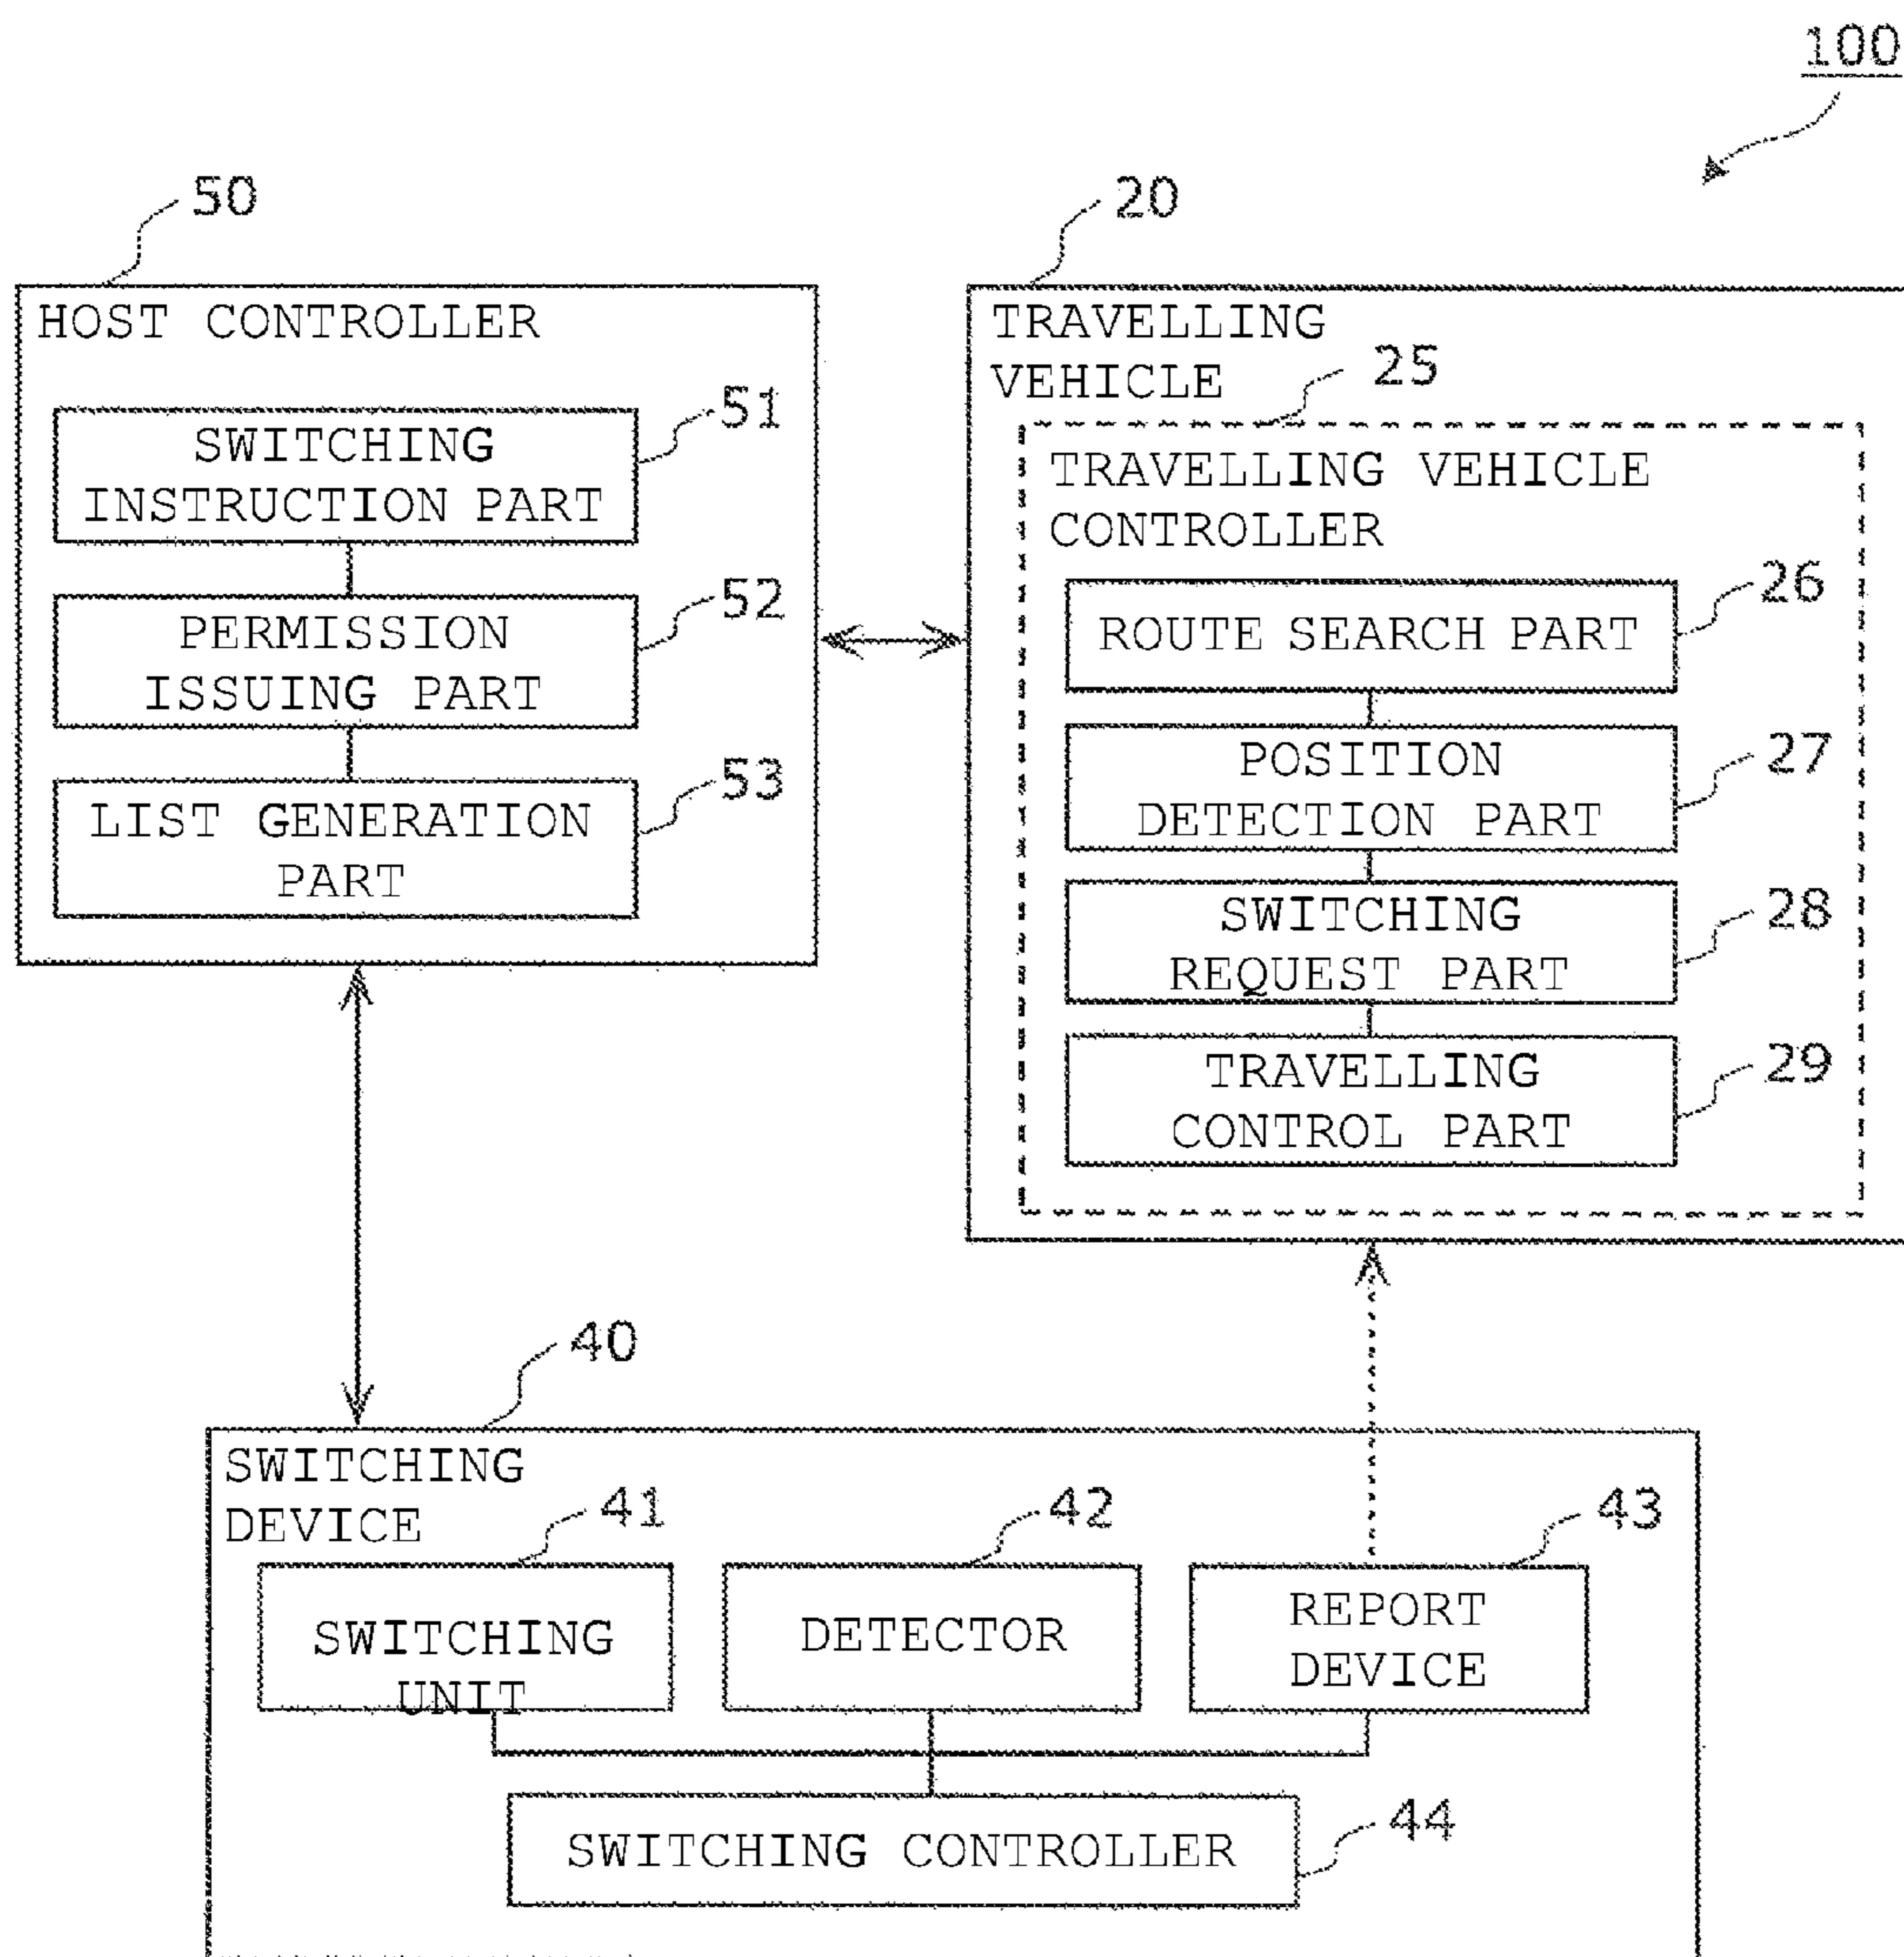 100
50
20
HOST CONTROLLER
TRAVELLING
VEHICLE
25
51
SWITCHING
INSTRUCTION PART
TRAVELLING VEHICLE
CONTROLLER
52
PERMISSION
ISSUING PART
26
ROUTE SEARCH PART
53
LIST GENERATION
PART
27
POSITION
DETECTION PART
28
SWITCHING
REQUEST PART
29
TRAVELLING
CONTROL PART
40
SWITCHING
DEVICE
41
42
43
SWITCHING
UNIT
DETECTOR
REPORT
DEVICE
44
SWITCHING CONTROLLER